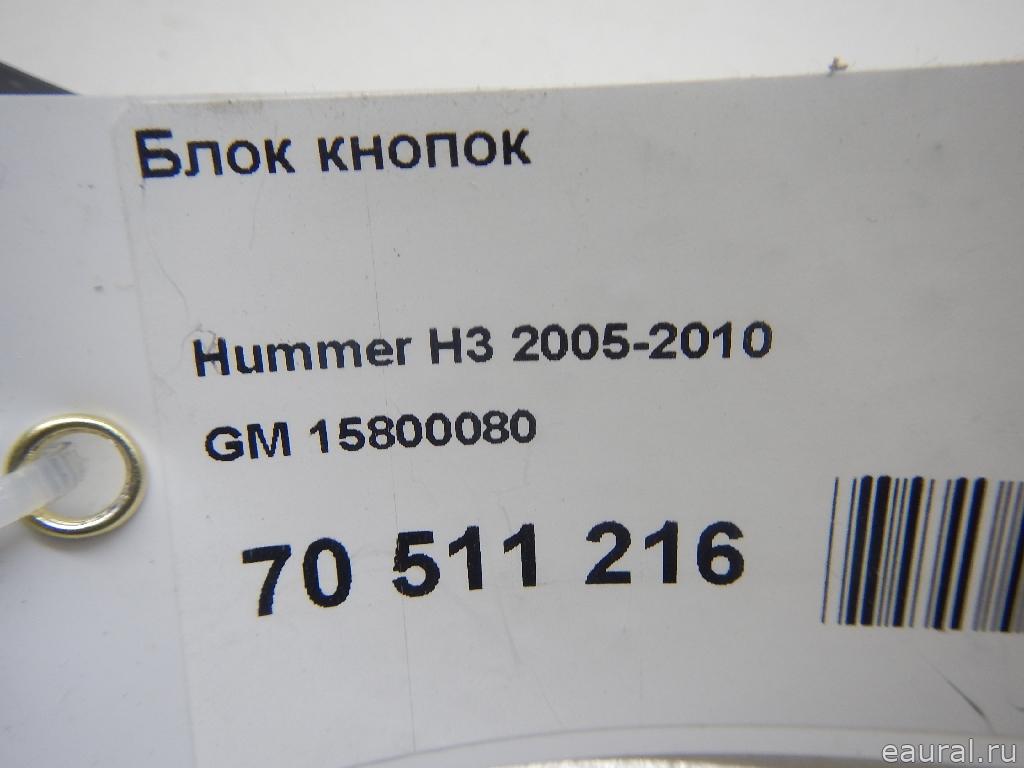 Блок кнопок
Hummer H3 2005-2010
GM 15800080
70 511 216
eaural.ru